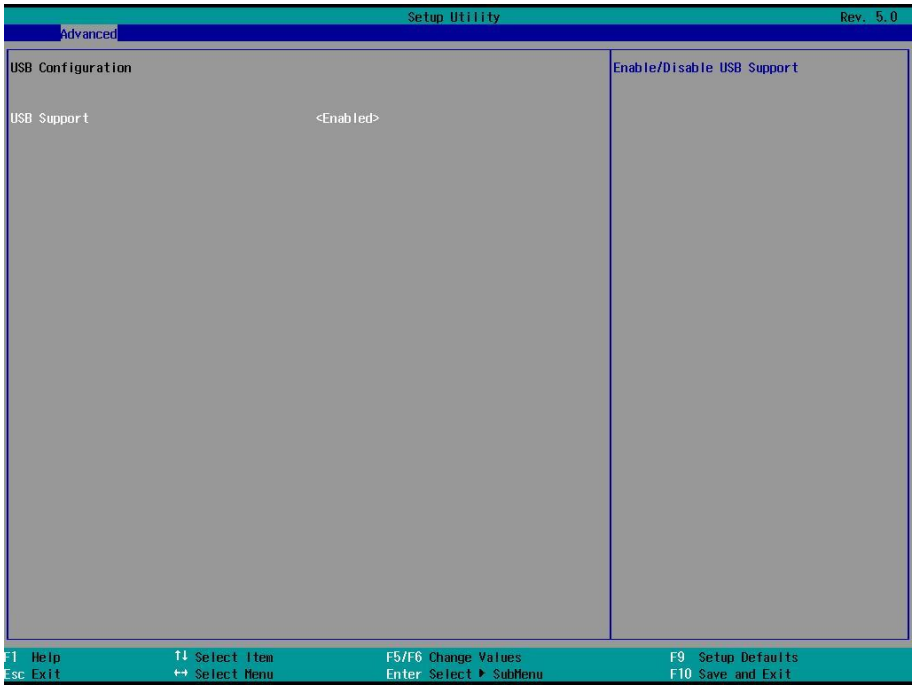 Setup Utility Rev. 5.0
Advanced
USB Configuration
Enable/Disable USB Support
USB Support <Enabled>
F1 Help ↑↓ Select Item F5/F6 Change Values F9 Setup Defaults
Esc Exit ↔ Select Menu Enter Select ▶ SubMenu F10 Save and Exit